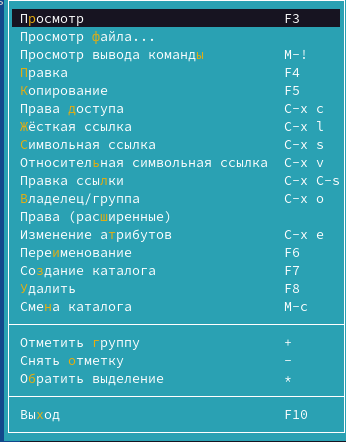 Просмотр F3
Просмотр файла...
Просмотр вывода команды M-!
Правка F4
Копирование F5
Права доступа C-x c
Жёсткая ссылка C-x l
Символьная ссылка C-x s
Относительная символьная ссылка C-x v
Правка ссылки C-x C-s
Владелец/группа C-x o
Права (расширенные)
Изменение атрибутов C-x e
Переименование F6
Создание каталога F7
Удалить F8
Смена каталога M-c
Отметить группу +
Снять отметку -
Обратить выделение *
Выход F10